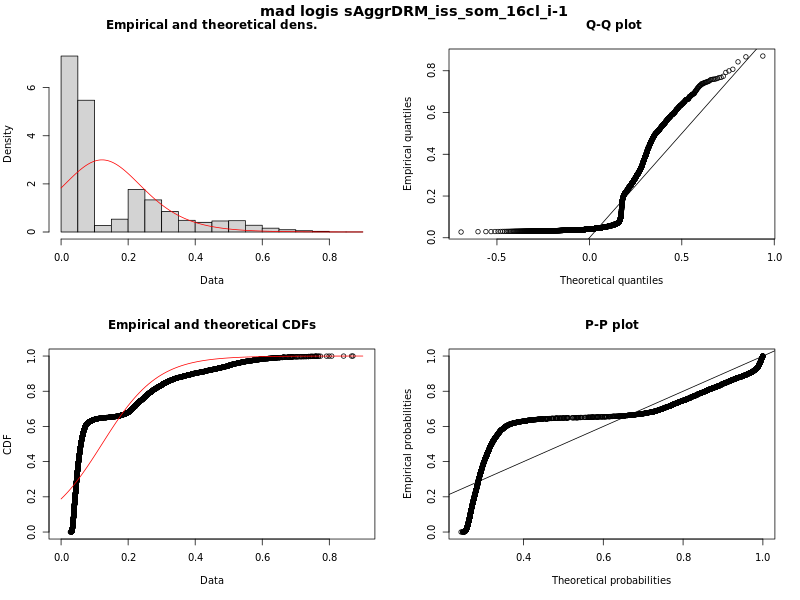 mad logis sAggrDRM_iss_som_16cl_i-1
Empirical and theoretical dens.
Density
0 2 4 6
0.0 0.2 0.4 0.6 0.8
Data
Q-Q plot
Empirical quantiles
0.0 0.2 0.4 0.6 0.8
-0.5 0.0 0.5 1.0
Theoretical quantiles
Empirical and theoretical CDFs
CDF
0.0 0.2 0.4 0.6 0.8 1.0
0.0 0.2 0.4 0.6 0.8
Data
P-P plot
Empirical probabilities
0.0 0.2 0.4 0.6 0.8 1.0
0.4 0.6 0.8 1.0
Theoretical probabilities